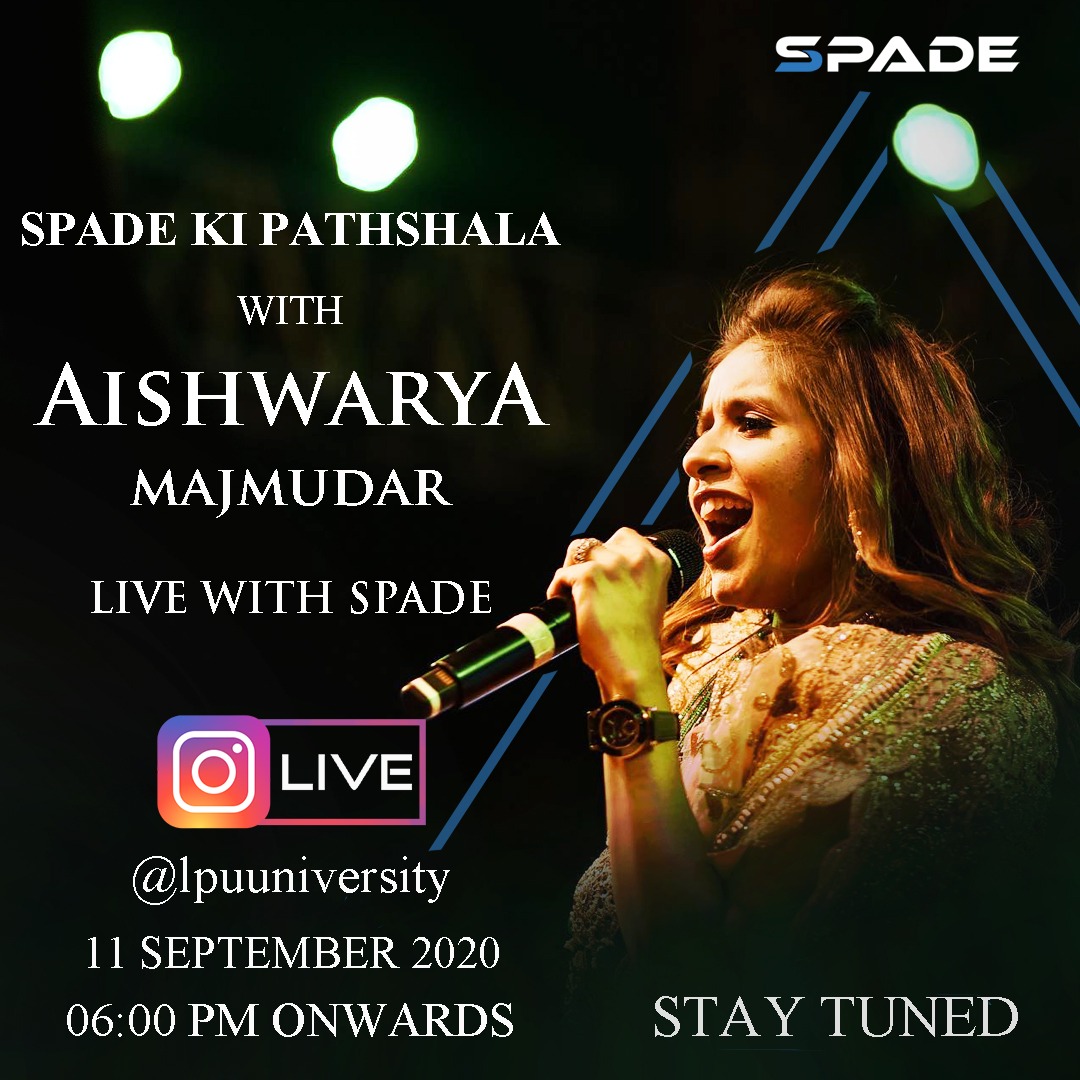 SPADE
SPADE KI PATHSHALA
WITH
AISHWARYA
MAJMUDAR
LIVE WITH SPADE
LIVE
@lpuuniversity
11 SEPTEMBER 2020
06:00 PM ONWARDS
STAY TUNED